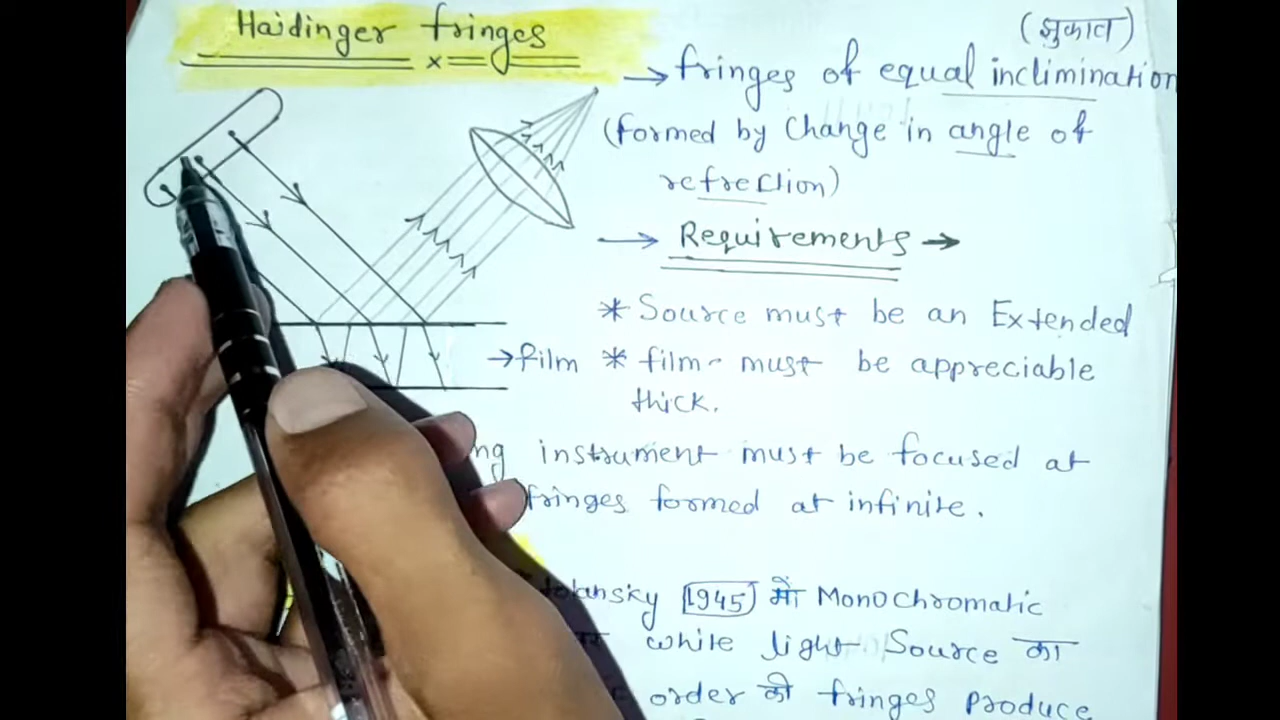 Haidinger fringes
(झुकाव)
→ fringes of equal inclimination
(formed by change in angle of
refrection)
→ Requirements →
* Source must be an Extended
→ film
* film must be appreciable
thick.
instrument must be focused at
fringes formed at infinite.
1945 में Monochromatic
white light Source का
order की fringes produce